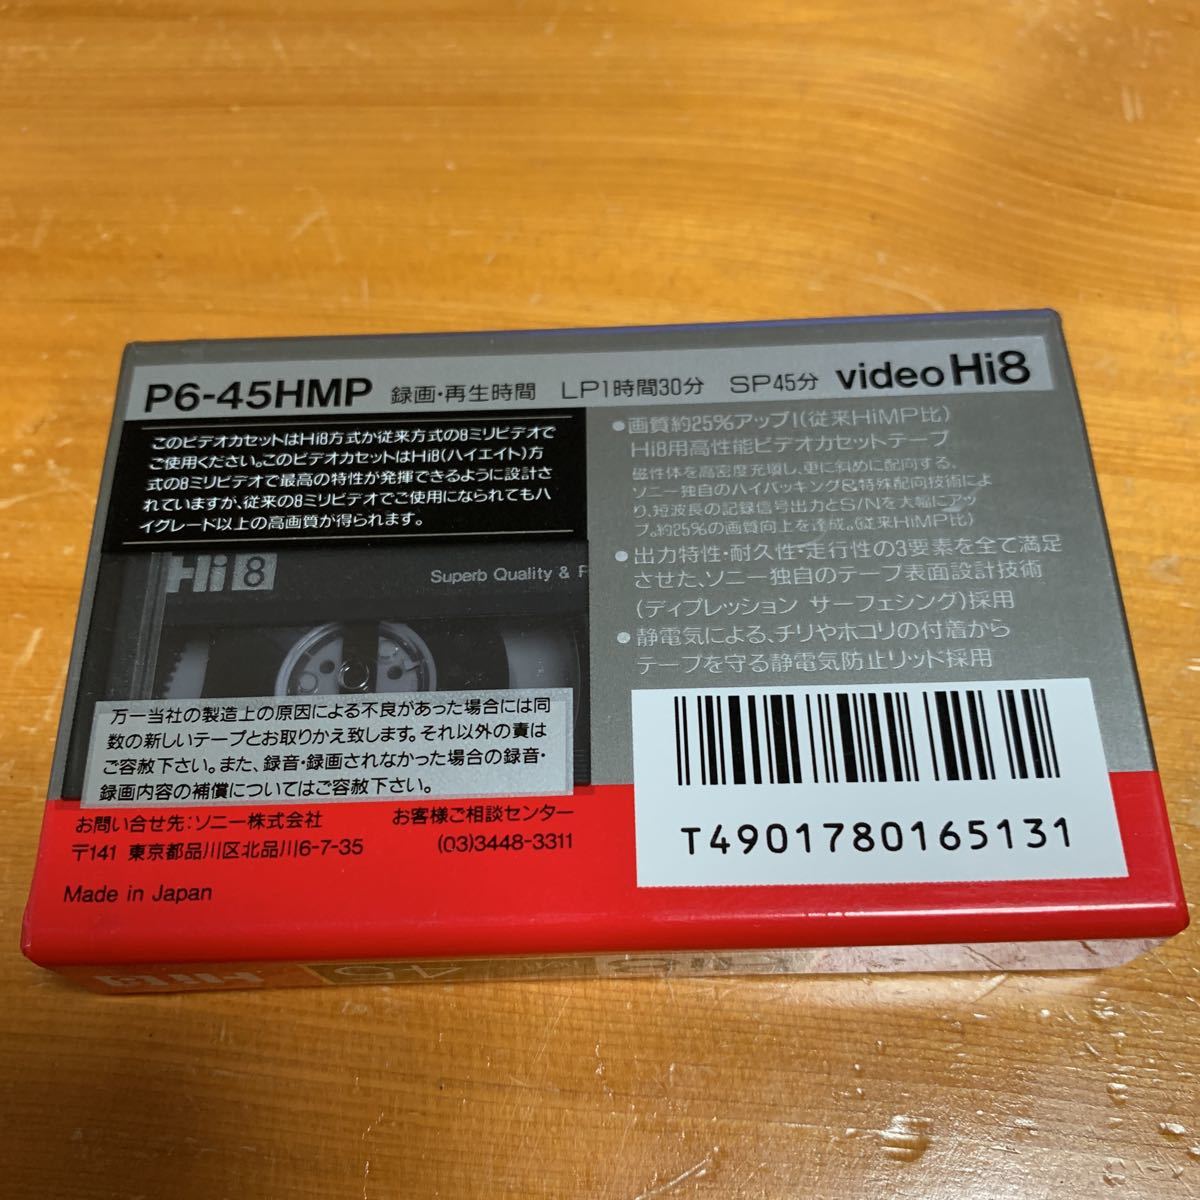 P6-45HMP 録画・再生時間 LP1時間30分 SP45分 video Hi8
このビデオカセットはHi8方式か従来方式の8ミリビデオで
ご使用ください。このビデオカセットはHi8(ハイエイト)方
式の8ミリビデオで最高の特性が発揮できるように設計さ
れていますが、従来の8ミリビデオでご使用になられてもハ
イグレード以上の高画質が得られます。
Hi8
Superb Quality &
万一当社の製造上の原因による不良があった場合には同
数の新しいテープとお取りかえ致します。それ以外の責は
ご容赦下さい。また、録音・録画されなかった場合の録音・
録画内容の補償についてはご容赦下さい。
お問い合せ先:ソニー株式会社 お客様ご相談センター
〒141 東京都品川区北品川6-7-35 (03)3448-3311
Made in Japan
●画質約25%アップ!(従来HiMP比)
Hi8用高性能ビデオカセットテープ
磁性体を高密度充填し、更に斜めに配向する、
ソニー独自のハイパッキング&特殊配向技術によ
り、短波長の記録信号出力とS/Nを大幅にアッ
プ。約25%の画質向上を達成。(従来HiMP比)
●出力特性・耐久性・走行性の3要素を全て満足
させた、ソニー独自のテープ表面設計技術
(ディプレッション サーフェシング)採用
●静電気による、チリやホコリの付着から
テープを守る静電気防止リッド採用
T4901780165131
Hi8
45